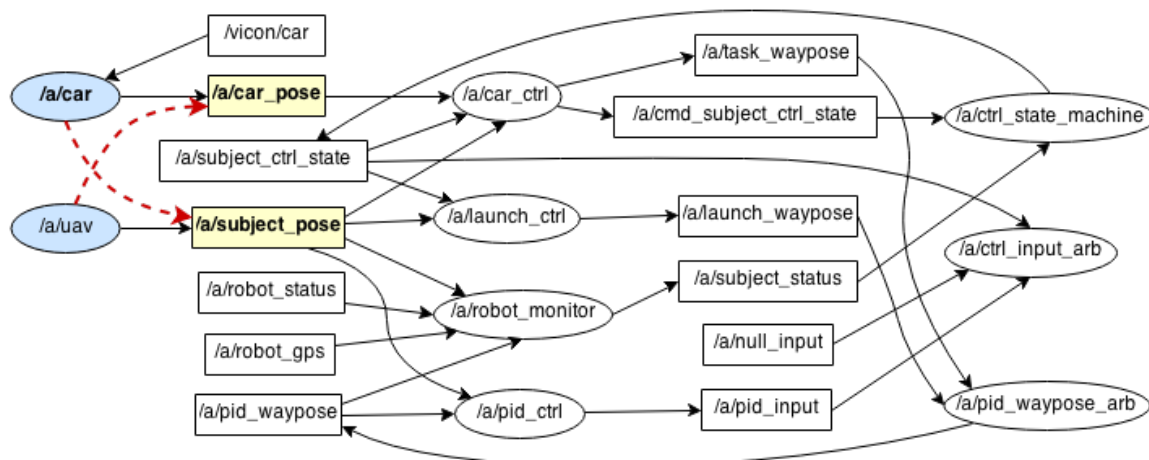 /vicon/car
/a/task_waypose
/a/car
/a/car_pose
/a/car_ctrl
/a/cmd_subject_ctrl_state
/a/ctrl_state_machine
/a/subject_ctrl_state
/a/uav
/a/subject_pose
/a/launch_ctrl
/a/launch_waypose
/a/ctrl_input_arb
/a/robot_status
/a/subject_status
/a/robot_monitor
/a/robot_gps
/a/null_input
/a/pid_waypose
/a/pid_ctrl
/a/pid_input
/a/pid_waypose_arb